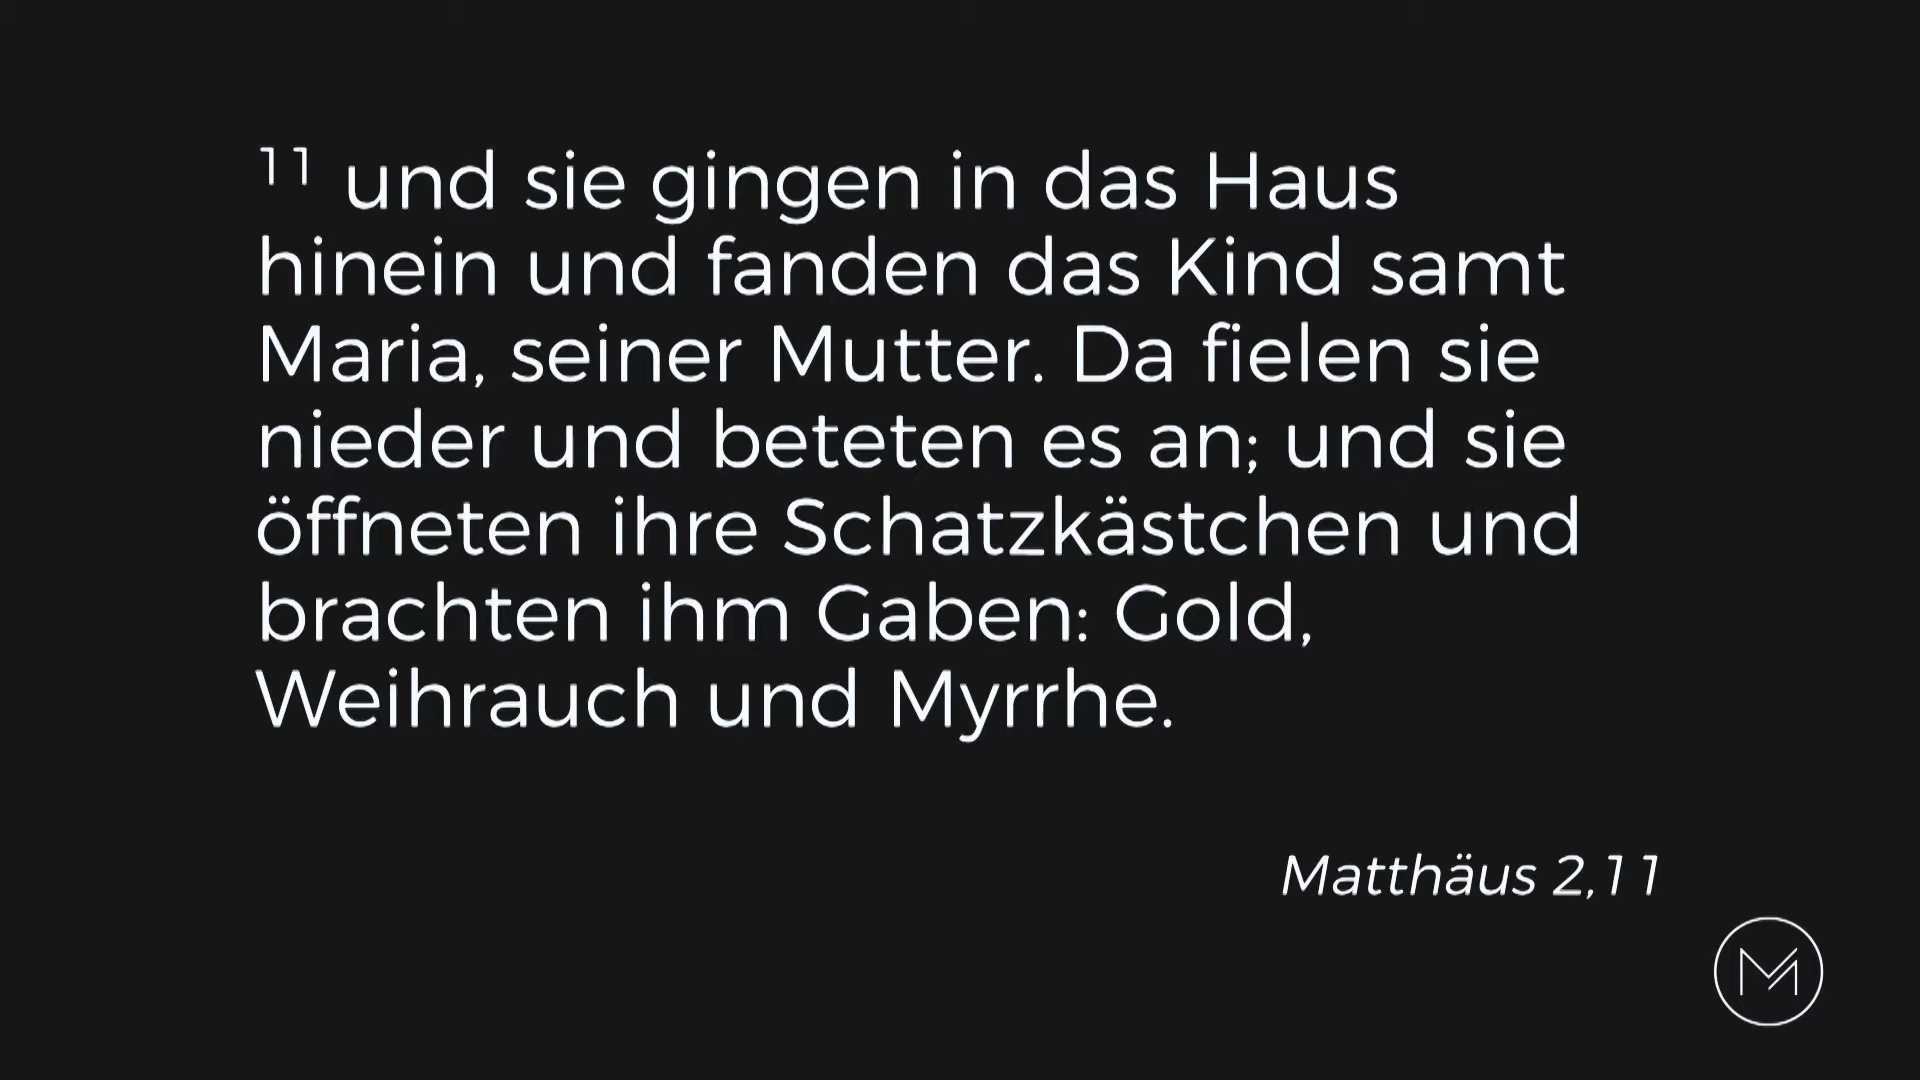 11 und sie gingen in das Haus
hinein und fanden das Kind samt
Maria, seiner Mutter. Da fielen sie
nieder und beteten es an; und sie
öffneten ihre Schatzkästchen und
brachten ihm Gaben: Gold,
Weihrauch und Myrrhe.
Matthäus 2,11
M